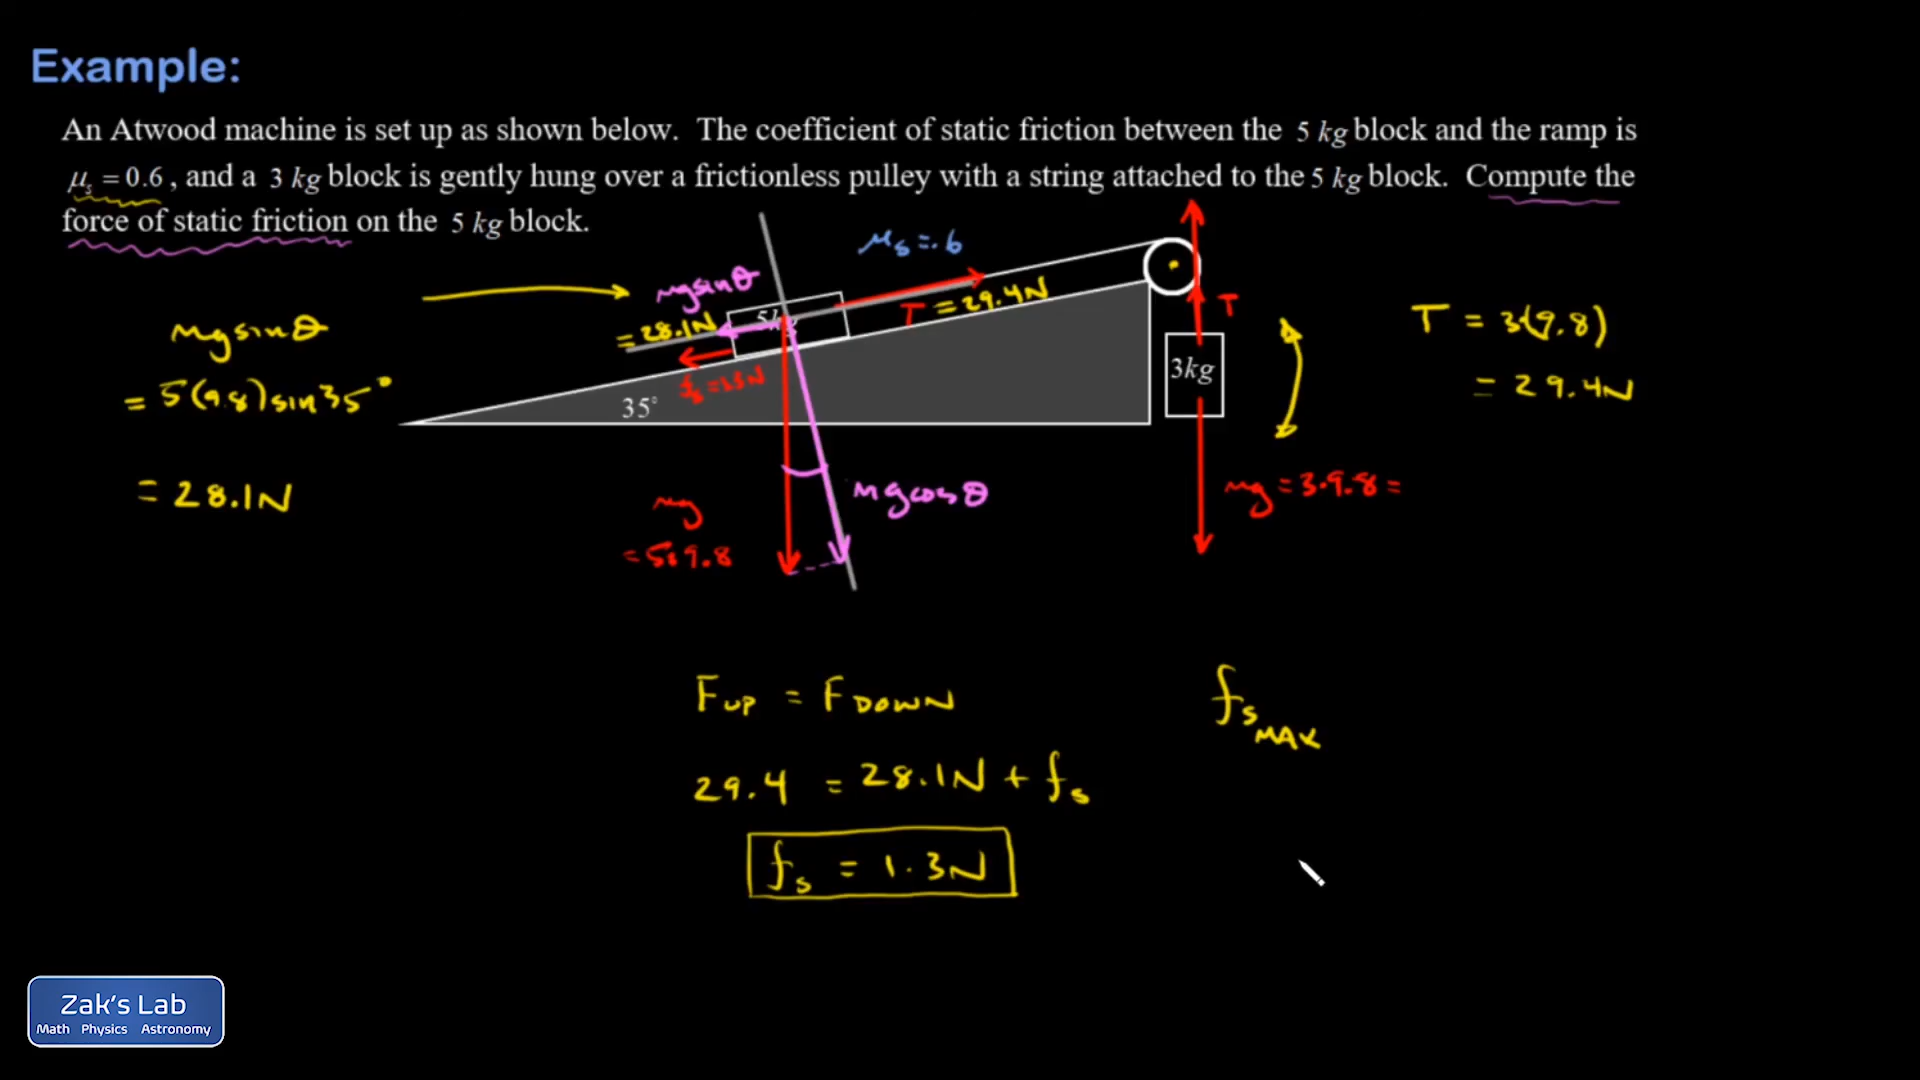 Example:
An Atwood machine is set up as shown below. The coefficient of static friction between the 5 kg block and the ramp is
μs = 0.6, and a 3 kg block is gently hung over a frictionless pulley with a string attached to the 5 kg block. Compute the
force of static friction on the 5 kg block.
μs = .6
mg sin θ
= 28.1N
5kg
T = 29.4N
fs = 1.3N
35°
T
3kg
mg = 3·9.8 =
mg cos θ
mg
= 5·9.8
mg sin θ
= 5(9.8) sin 35°
= 28.1N
T = 3(9.8)
= 29.4N
F UP = F DOWN
29.4 = 28.1N + fs
fs = 1.3N
fs MAX
Zak's Lab
Math Physics Astronomy